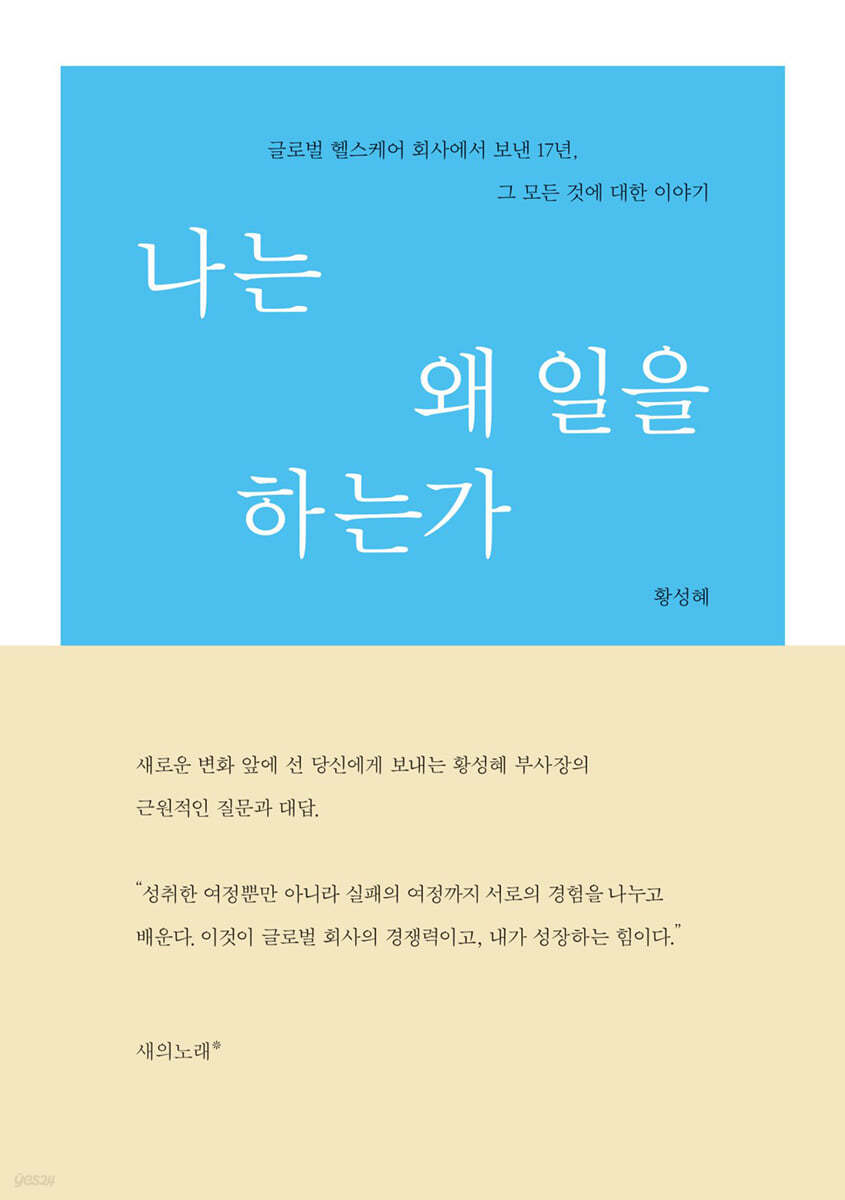 글로벌 헬스케어 회사에서 보낸 17년,
그 모든 것에 대한 이야기
나는
왜 일을
하는가
황성혜
새로운 변화 앞에 선 당신에게 보내는 황성혜 부사장의
근원적인 질문과 대답.
“성취한 여정뿐만 아니라 실패의 여정까지 서로의 경험을 나누고
배운다. 이것이 글로벌 회사의 경쟁력이고, 내가 성장하는 힘이다.”
새의노래*
yes24